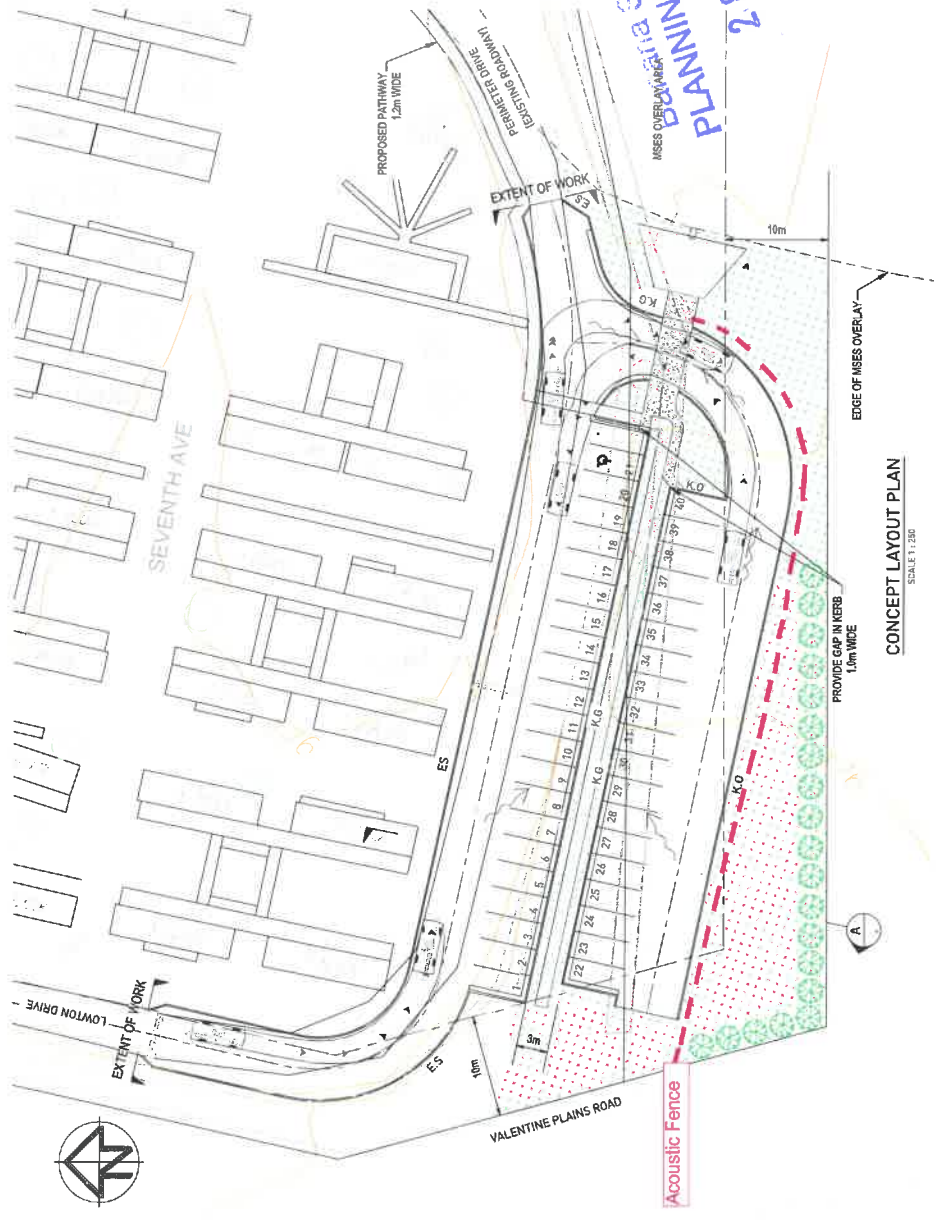 PROPOSED PATHWAY
1.2m WIDE
PERIMETER DRIVE
(EXISTING ROADWAY)
MSES OVERLAY AREA
PLANNIN
EXTENT OF WORK
E.S
SEVENTH AVE
10m
K.G
EDGE OF MSES OVERLAY
K.O
1
2
3
4
5
6
7
8
9
10
11
12
13
14
15
16
17
18
19
20
21
K.G
K.G
22
23
24
25
26
27
28
29
30
31
32
33
34
35
36
37
38
39
40
ES
K.O
PROVIDE GAP IN KERB
1.0m WIDE
CONCEPT LAYOUT PLAN
SCALE 1 : 250
LOWTON DRIVE
EXTENT OF WORK
E.S
10m
3m
VALENTINE PLAINS ROAD
A
N
Acoustic Fence